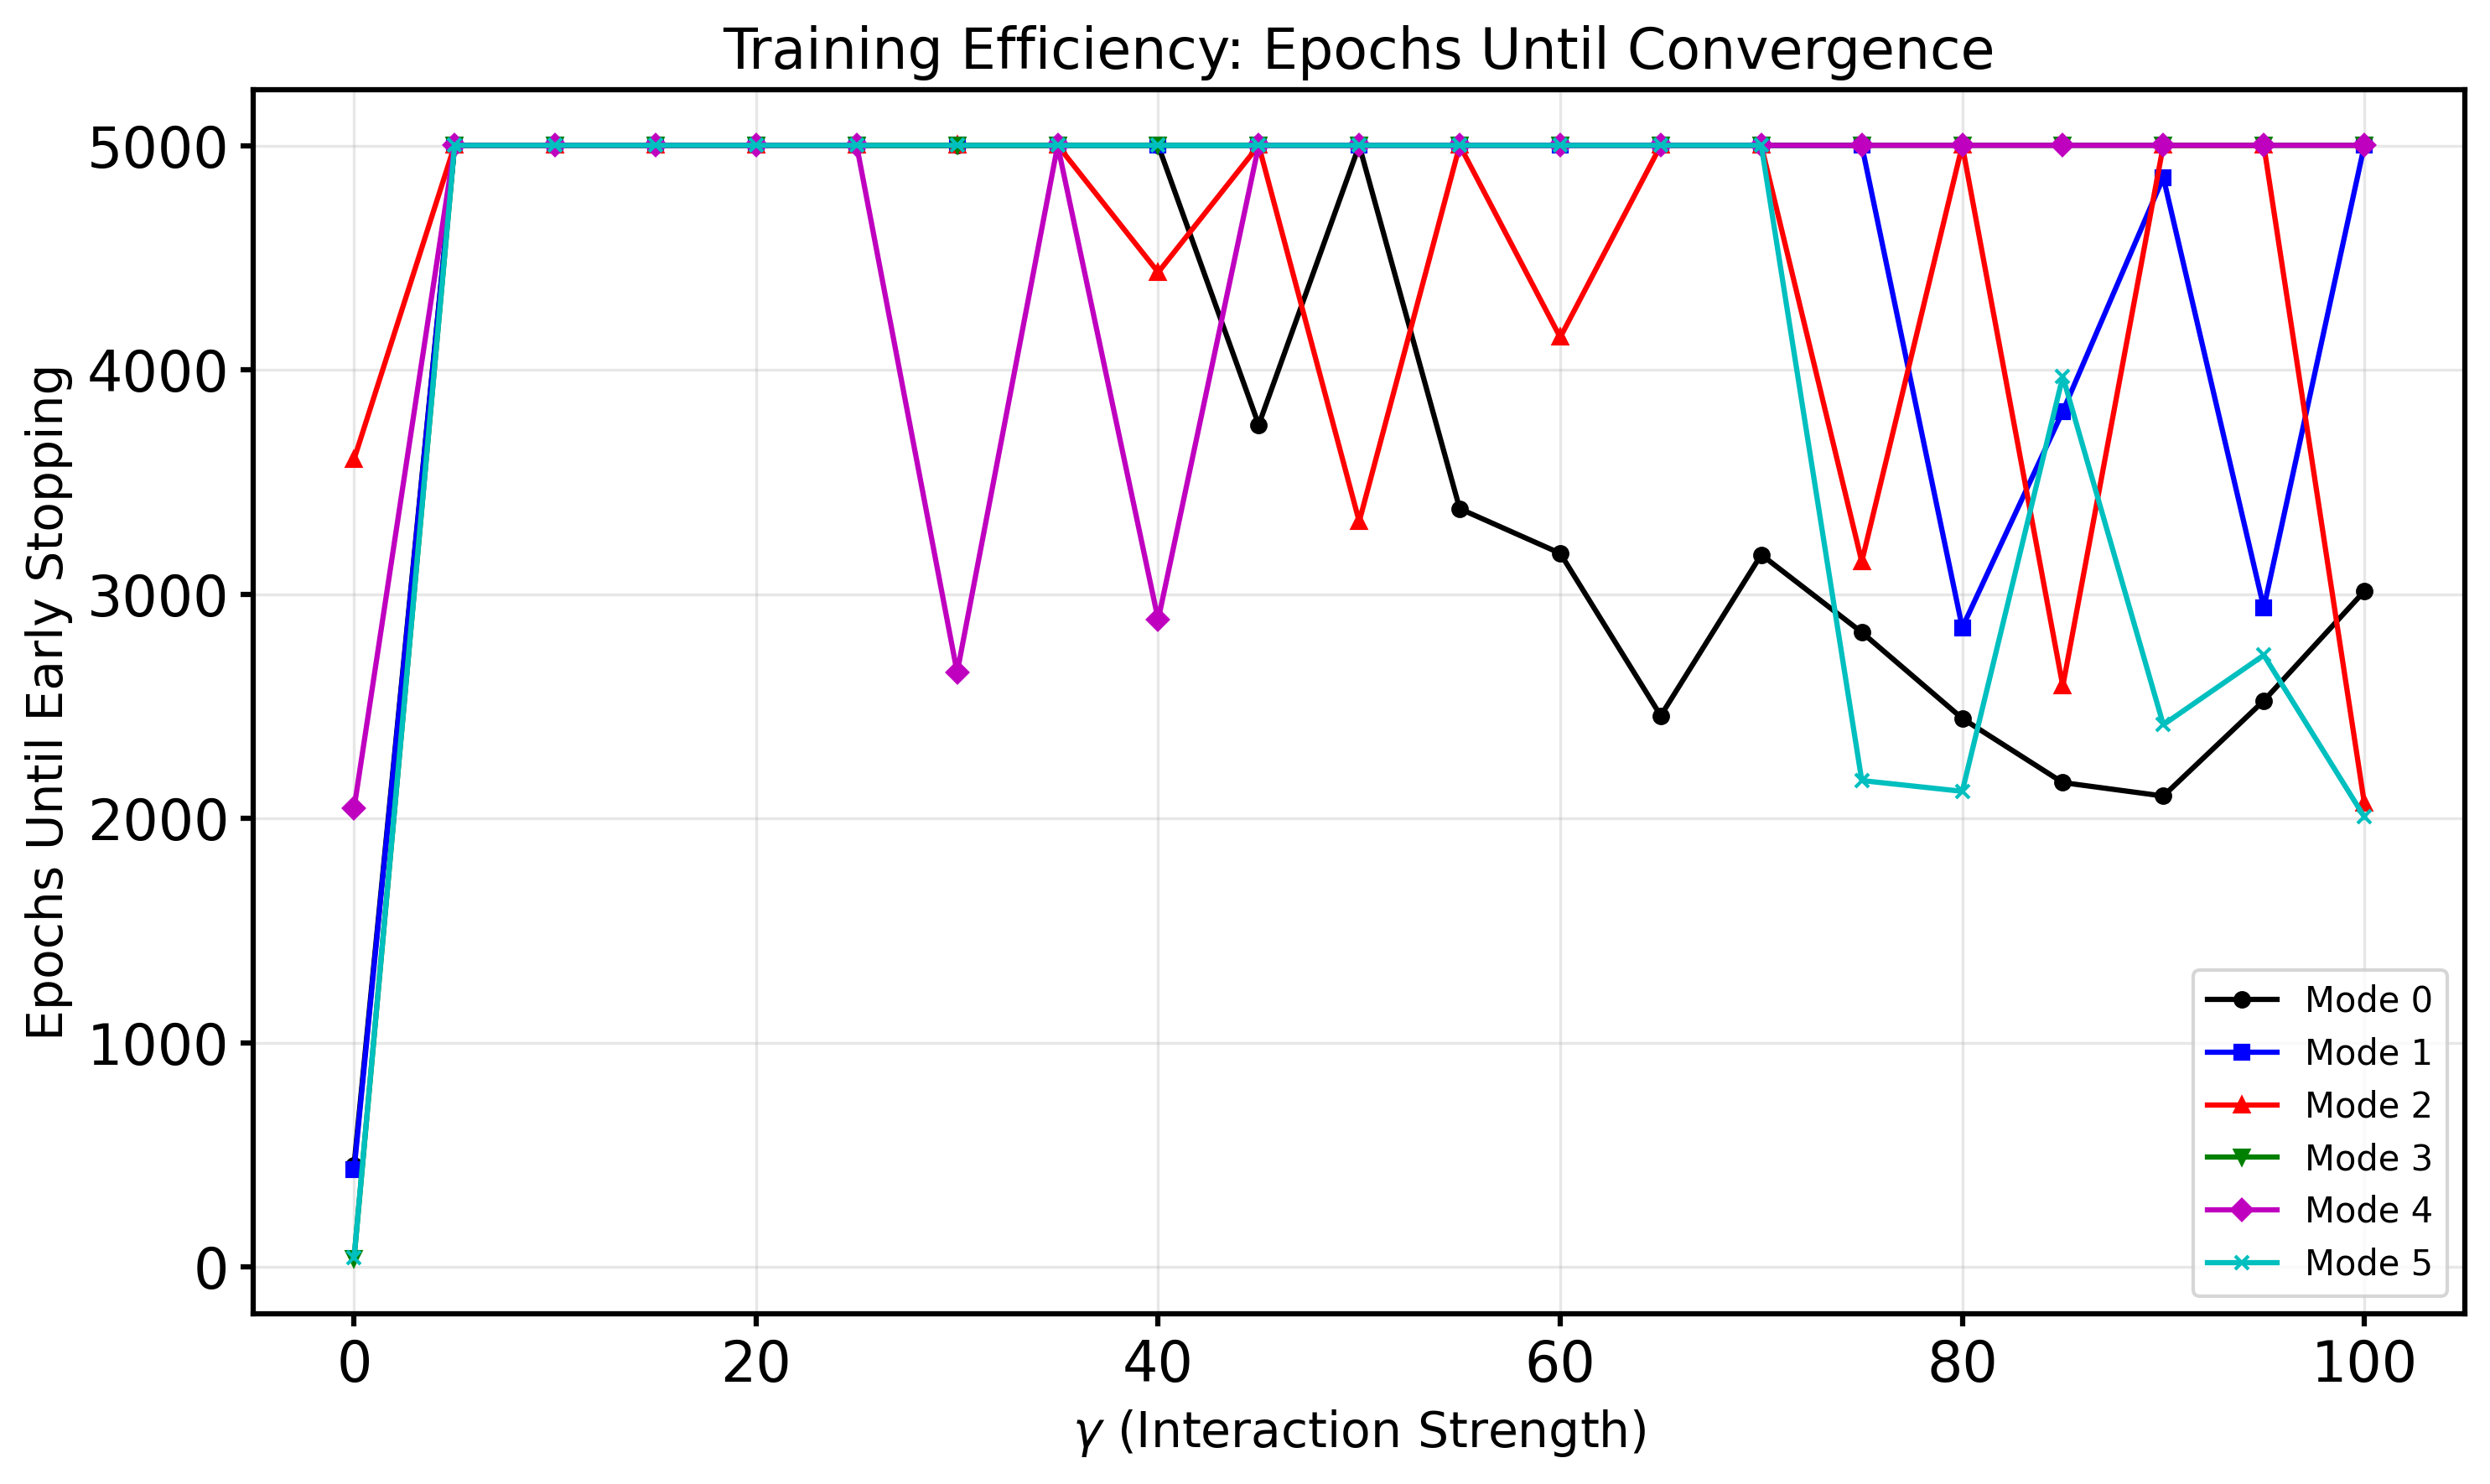 Training Efficiency: Epochs Until Convergence
Epochs Until Early Stopping
5000
4000
3000
2000
1000
0
0 20 40 60 80 100
γ (Interaction Strength)
Mode 0
Mode 1
Mode 2
Mode 3
Mode 4
Mode 5